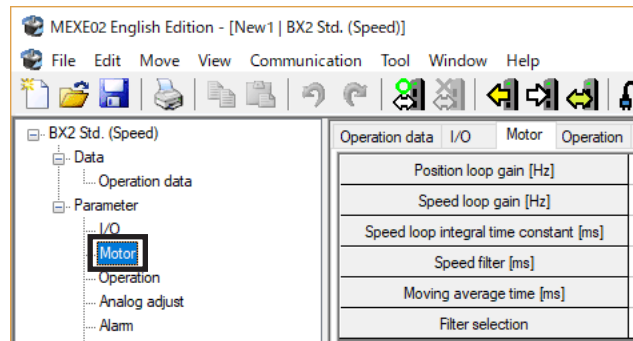 MEXE02 English Edition - [New1 | BX2 Std. (Speed)]
File Edit Move View Communication Tool Window Help
BX2 Std. (Speed)
Data
Operation data
Parameter
I/O
Motor
Operation
Analog adjust
Alarm
Operation data I/O Motor Operation
Position loop gain [Hz]
Speed loop gain [Hz]
Speed loop integral time constant [ms]
Speed filter [ms]
Moving average time [ms]
Filter selection